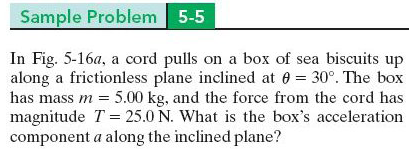 Sample Problem 5-5
In Fig. 5-16a, a cord pulls on a box of sea biscuits up
along a frictionless plane inclined at θ = 30°. The box
has mass m = 5.00 kg, and the force from the cord has
magnitude T = 25.0 N. What is the box's acceleration
component a along the inclined plane?